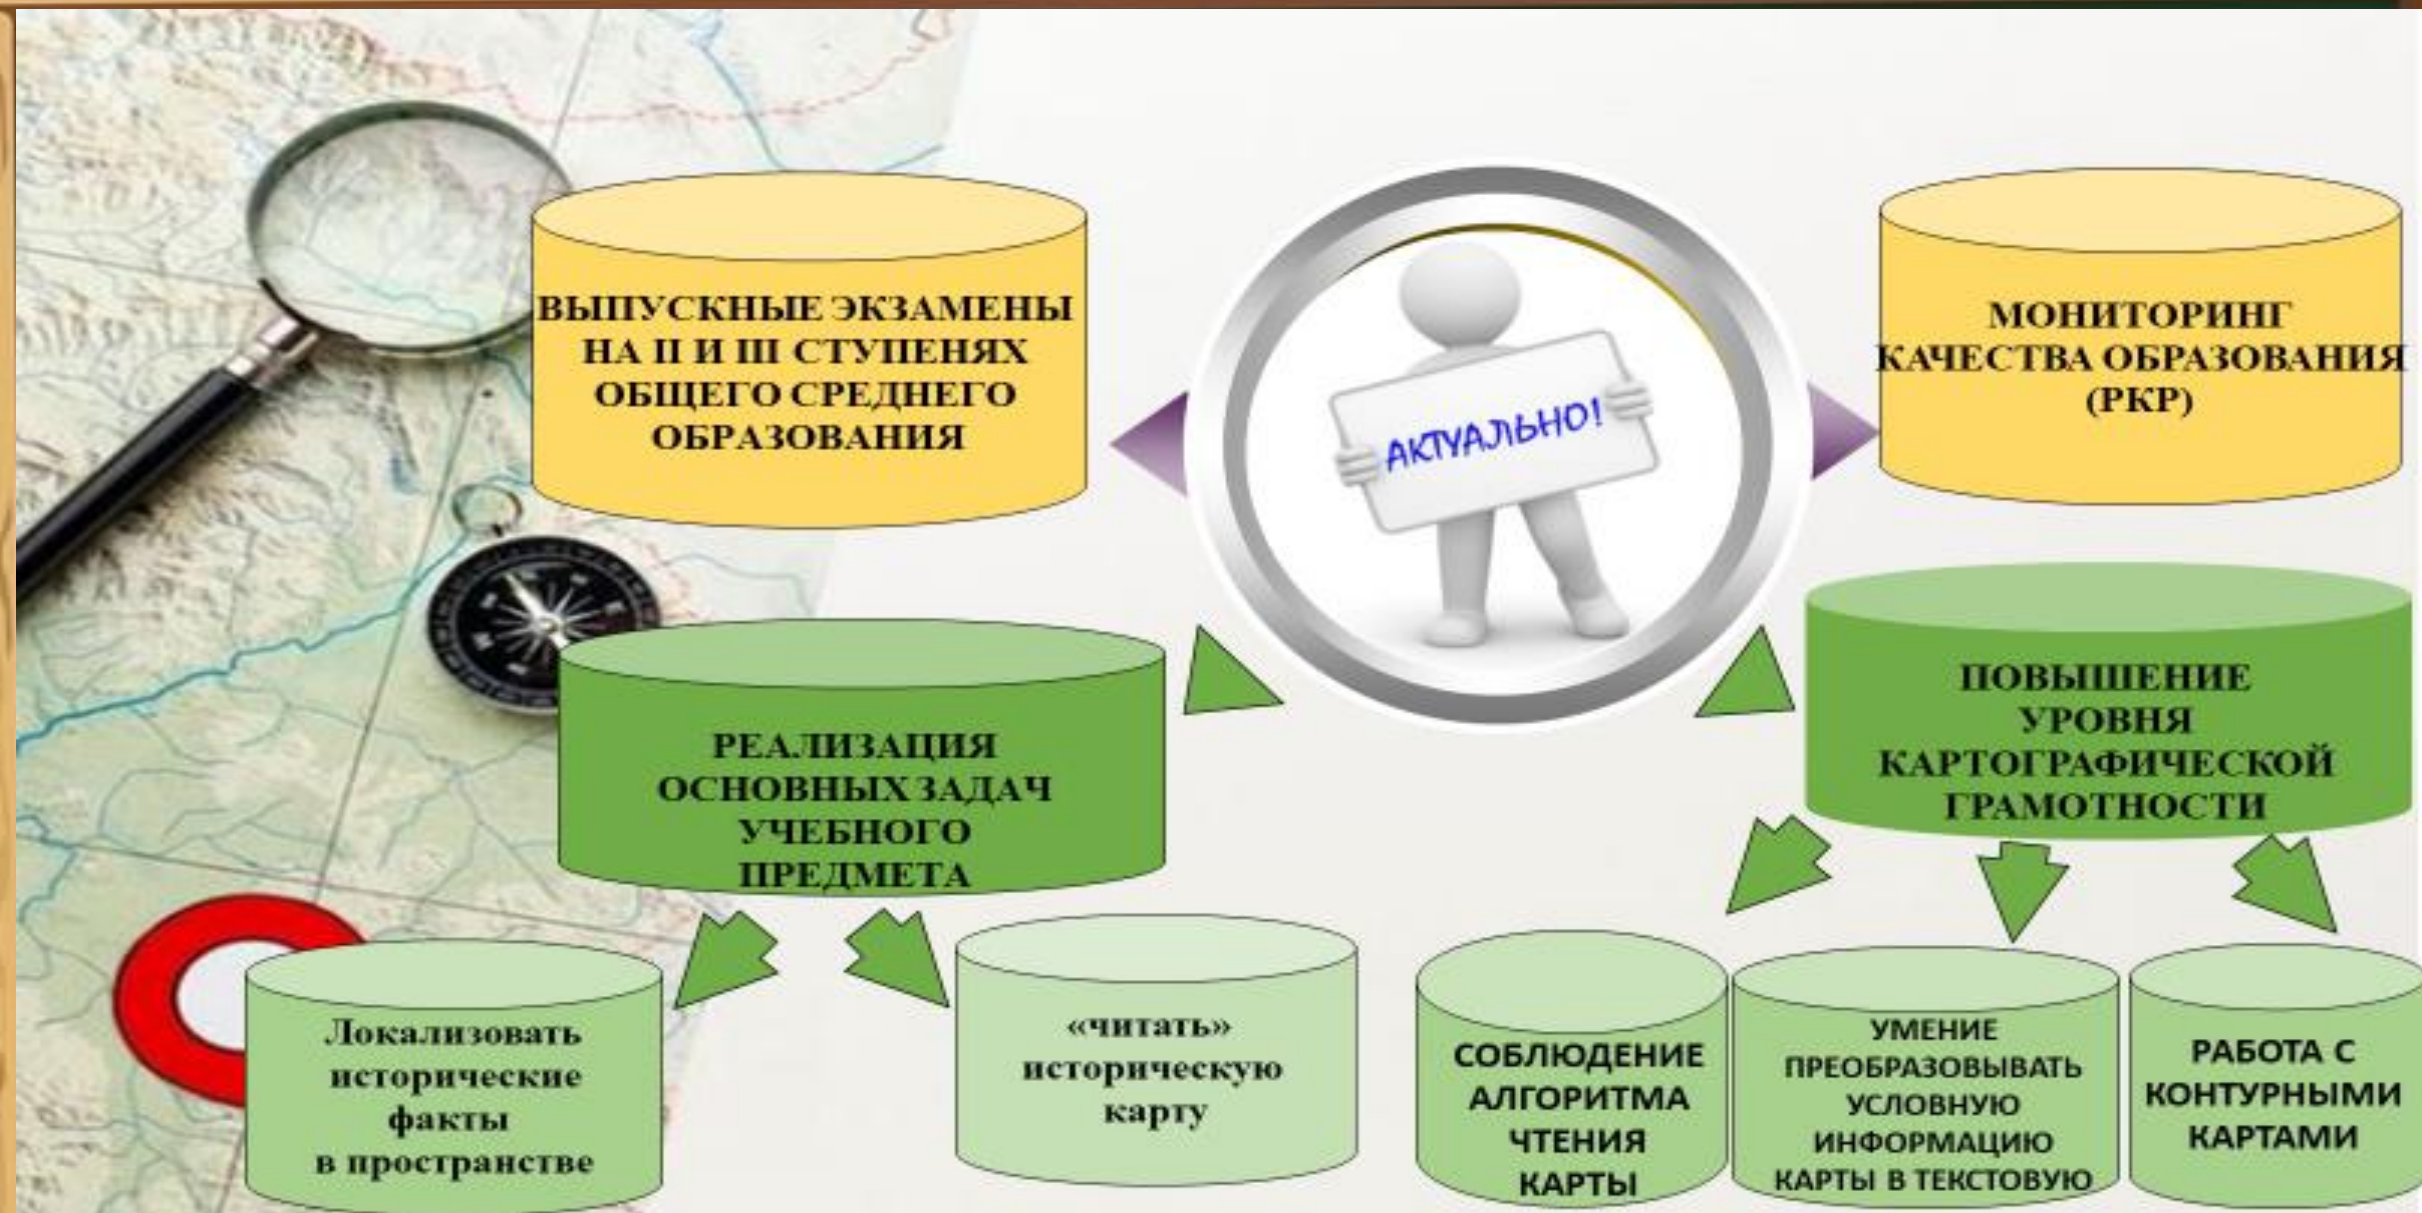 ВЫПУСКНЫЕ ЭКЗАМЕНЫ
НА II И III СТУПЕНЯХ
ОБЩЕГО СРЕДНЕГО
ОБРАЗОВАНИЯ
АКТУАЛЬНО!
МОНИТОРИНГ
КАЧЕСТВА ОБРАЗОВАНИЯ
(РКР)
РЕАЛИЗАЦИЯ
ОСНОВНЫХ ЗАДАЧ
УЧЕБНОГО
ПРЕДМЕТА
ПОВЫШЕНИЕ
УРОВНЯ
КАРТОГРАФИЧЕСКОЙ
ГРАМОТНОСТИ
Локализовать
исторические
факты
в пространстве
«читать»
историческую
карту
СОБЛЮДЕНИЕ
АЛГОРИТМА
ЧТЕНИЯ
КАРТЫ
УМЕНИЕ
ПРЕОБРАЗОВЫВАТЬ
УСЛОВНУЮ
ИНФОРМАЦИЮ
КАРТЫ В ТЕКСТОВУЮ
РАБОТА С
КОНТУРНЫМИ
КАРТАМИ